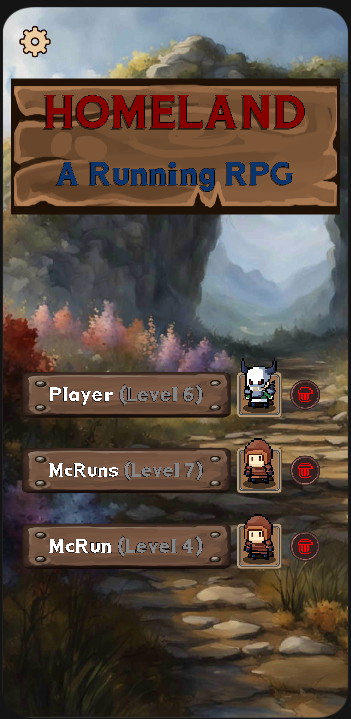 HOMELAND
A Running RPG
Player (Level 6)
McRuns (Level 7)
McRun (Level 4)